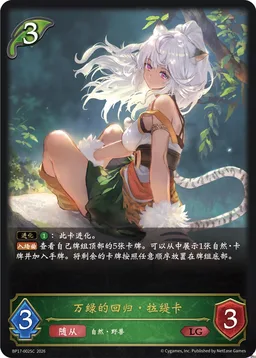 3
进化 1 ：此卡进化。
入场曲 查看自己牌组顶部的5张卡牌。可以从中展示1张自然·卡
牌并加入手牌。将剩余的卡牌按照任意顺序放置在牌组底部。
万缘的回归·拉缇卡
3
随从
自然·野兽
LG
3
© Cygames, Inc. Published by NetEase Games